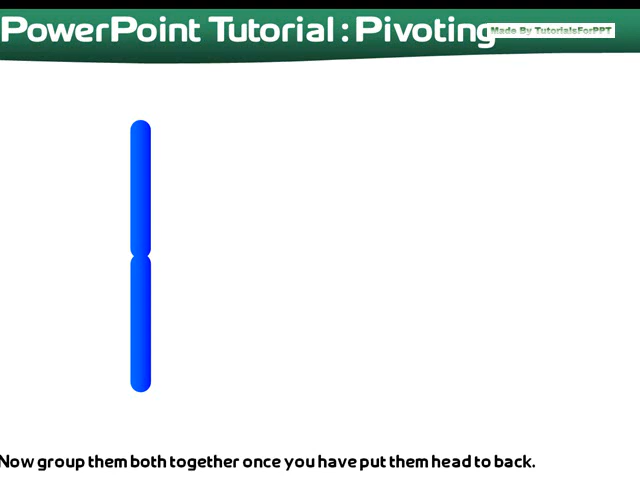 PowerPoint Tutorial : Pivoting
Made By TutorialsForPPT
Now group them both together once you have put them head to back.